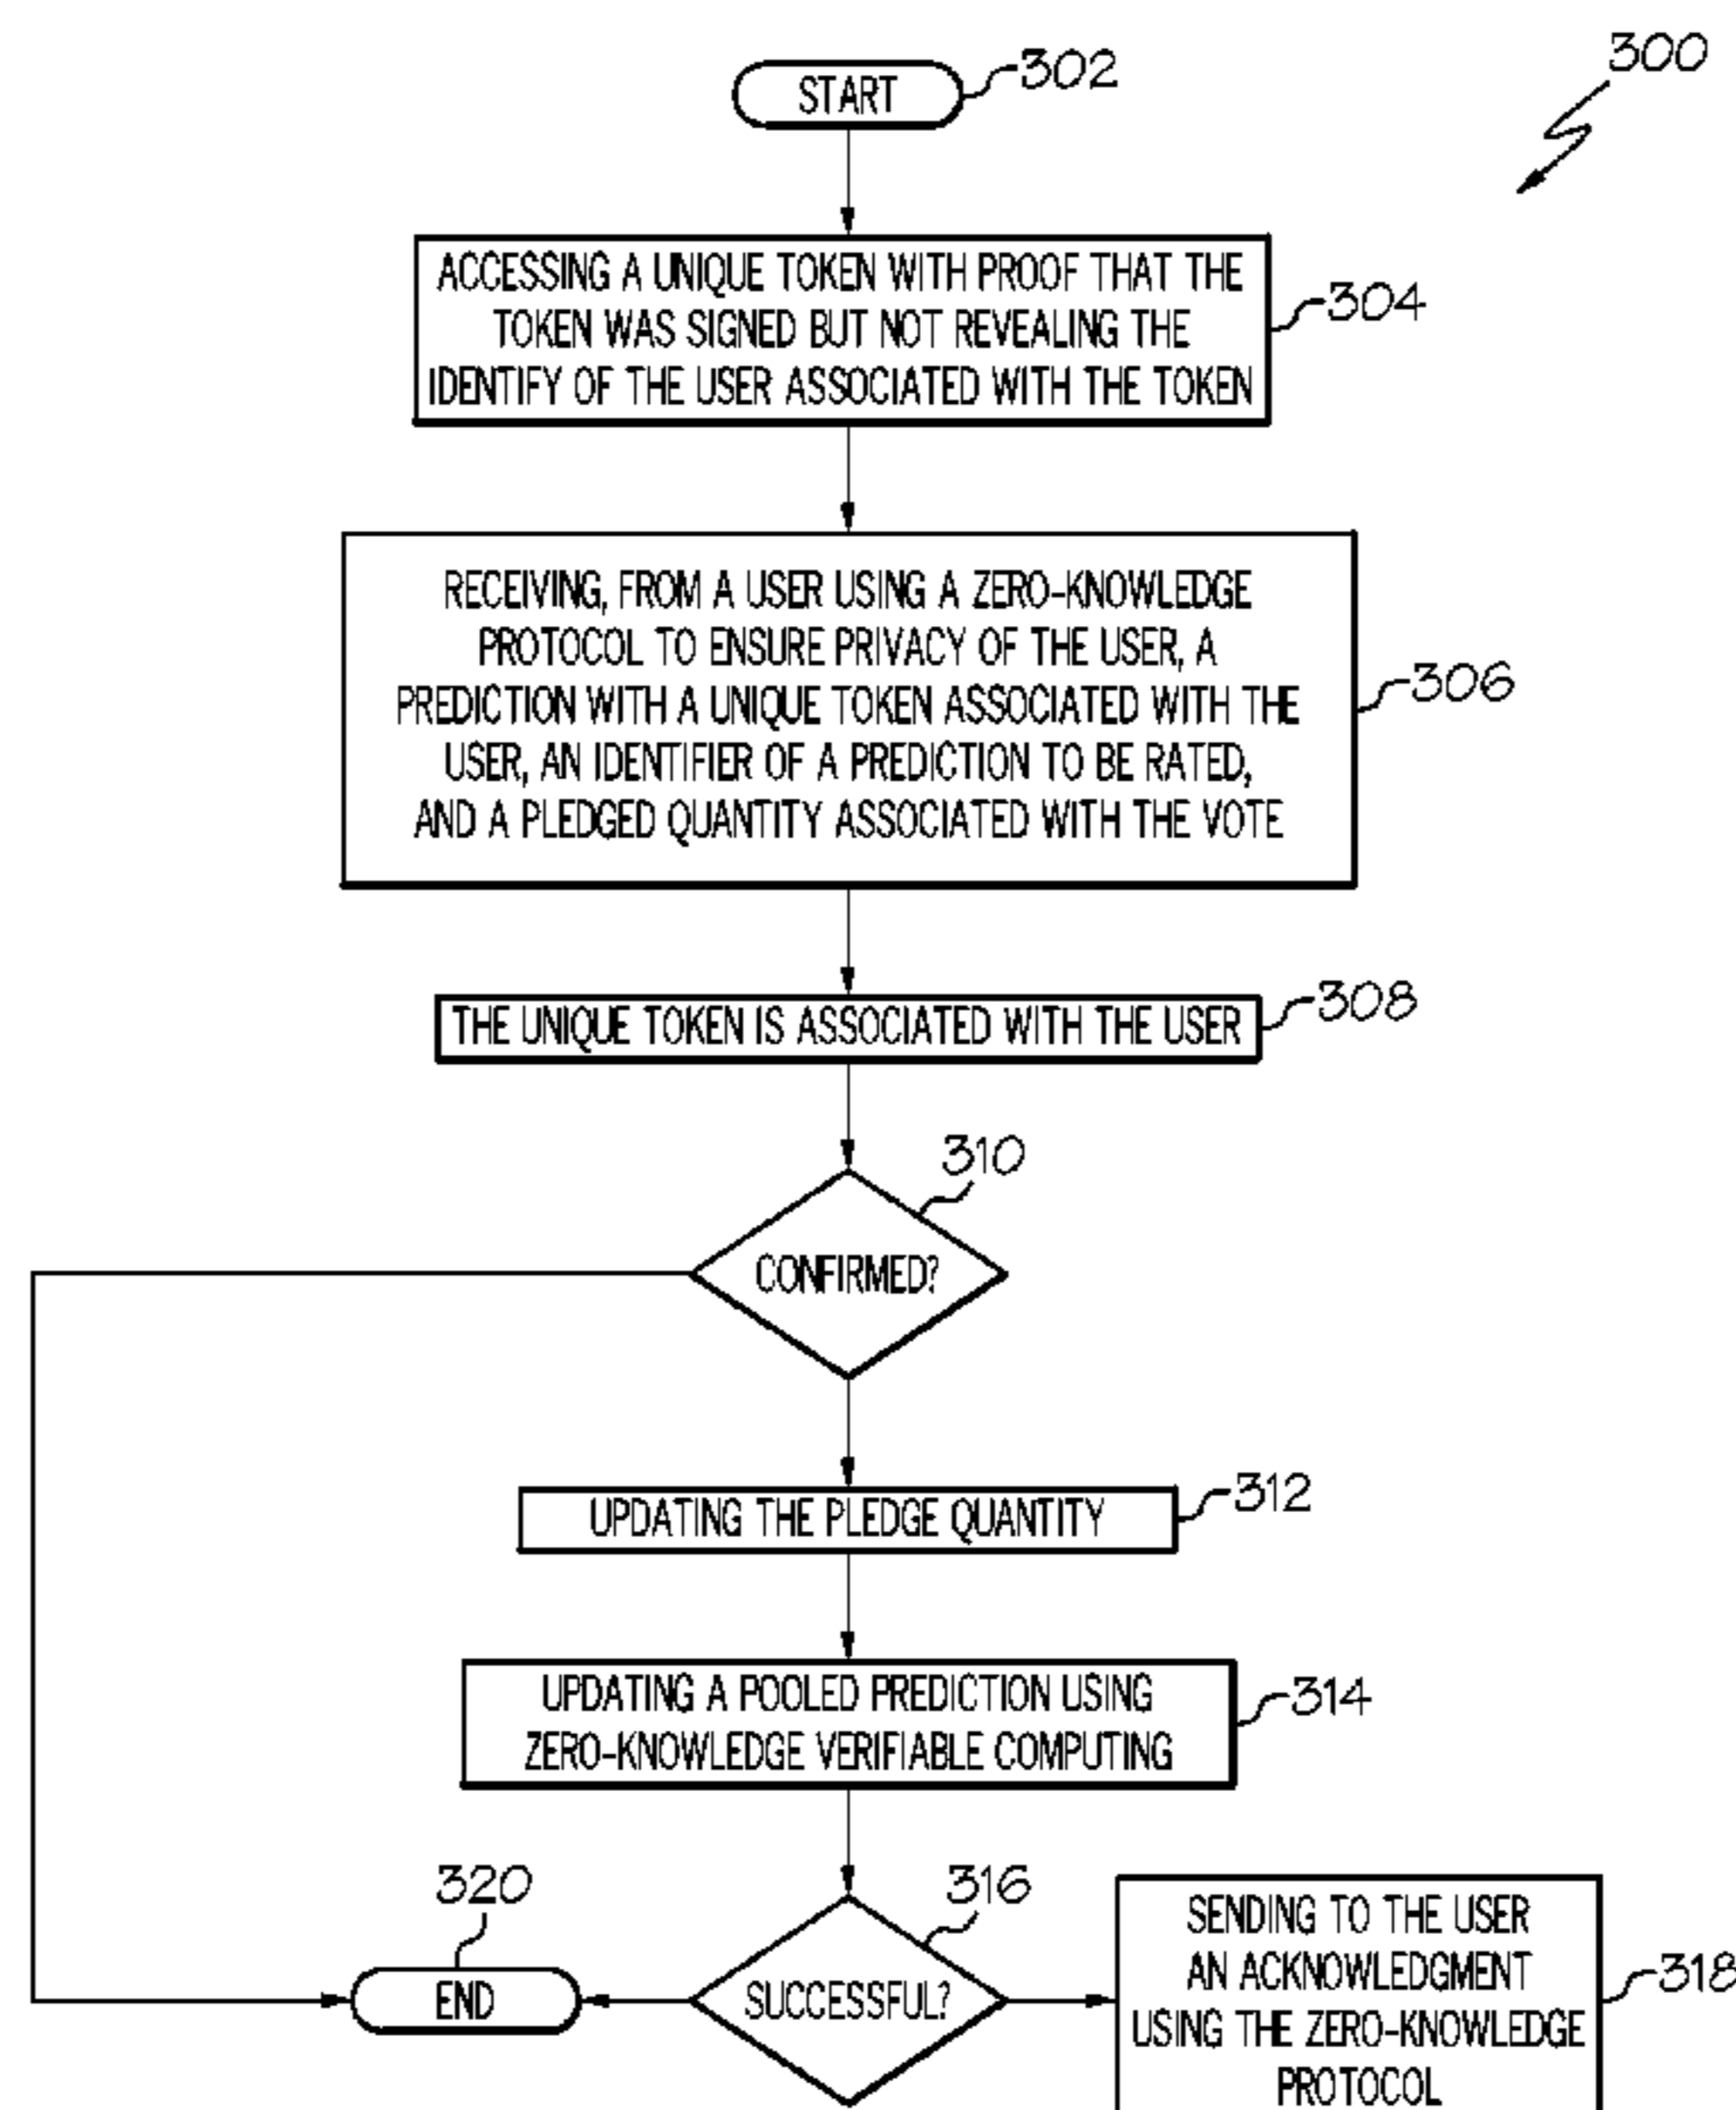 300
START
302
ACCESSING A UNIQUE TOKEN WITH PROOF THAT THE
TOKEN WAS SIGNED BUT NOT REVEALING THE
IDENTIFY OF THE USER ASSOCIATED WITH THE TOKEN
304
RECEIVING, FROM A USER USING A ZERO-KNOWLEDGE
PROTOCOL TO ENSURE PRIVACY OF THE USER, A
PREDICTION WITH A UNIQUE TOKEN ASSOCIATED WITH THE
USER, AN IDENTIFIER OF A PREDICTION TO BE RATED,
AND A PLEDGED QUANTITY ASSOCIATED WITH THE VOTE
306
THE UNIQUE TOKEN IS ASSOCIATED WITH THE USER
308
310
CONFIRMED?
UPDATING THE PLEDGE QUANTITY
312
UPDATING A POOLED PREDICTION USING
ZERO-KNOWLEDGE VERIFIABLE COMPUTING
314
320
END
316
SUCCESSFUL?
SENDING TO THE USER
AN ACKNOWLEDGMENT
USING THE ZERO-KNOWLEDGE
PROTOCOL
318